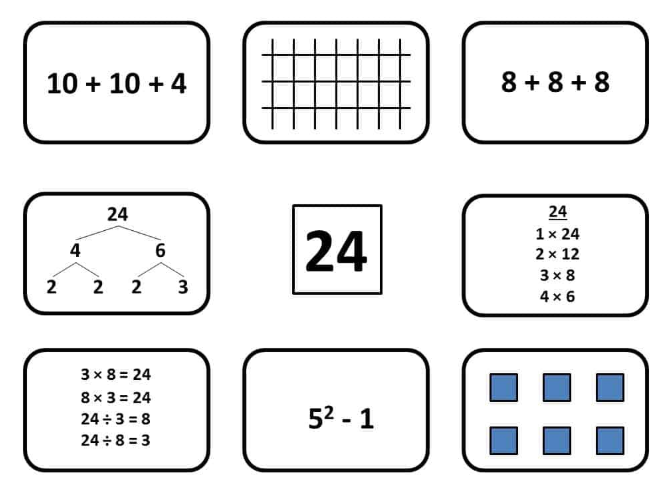 10 + 10 + 4
8 + 8 + 8
24
4 6
2 2 2 3
24
24
1 × 24
2 × 12
3 × 8
4 × 6
3 × 8 = 24
8 × 3 = 24
24 ÷ 3 = 8
24 ÷ 8 = 3
5² - 1